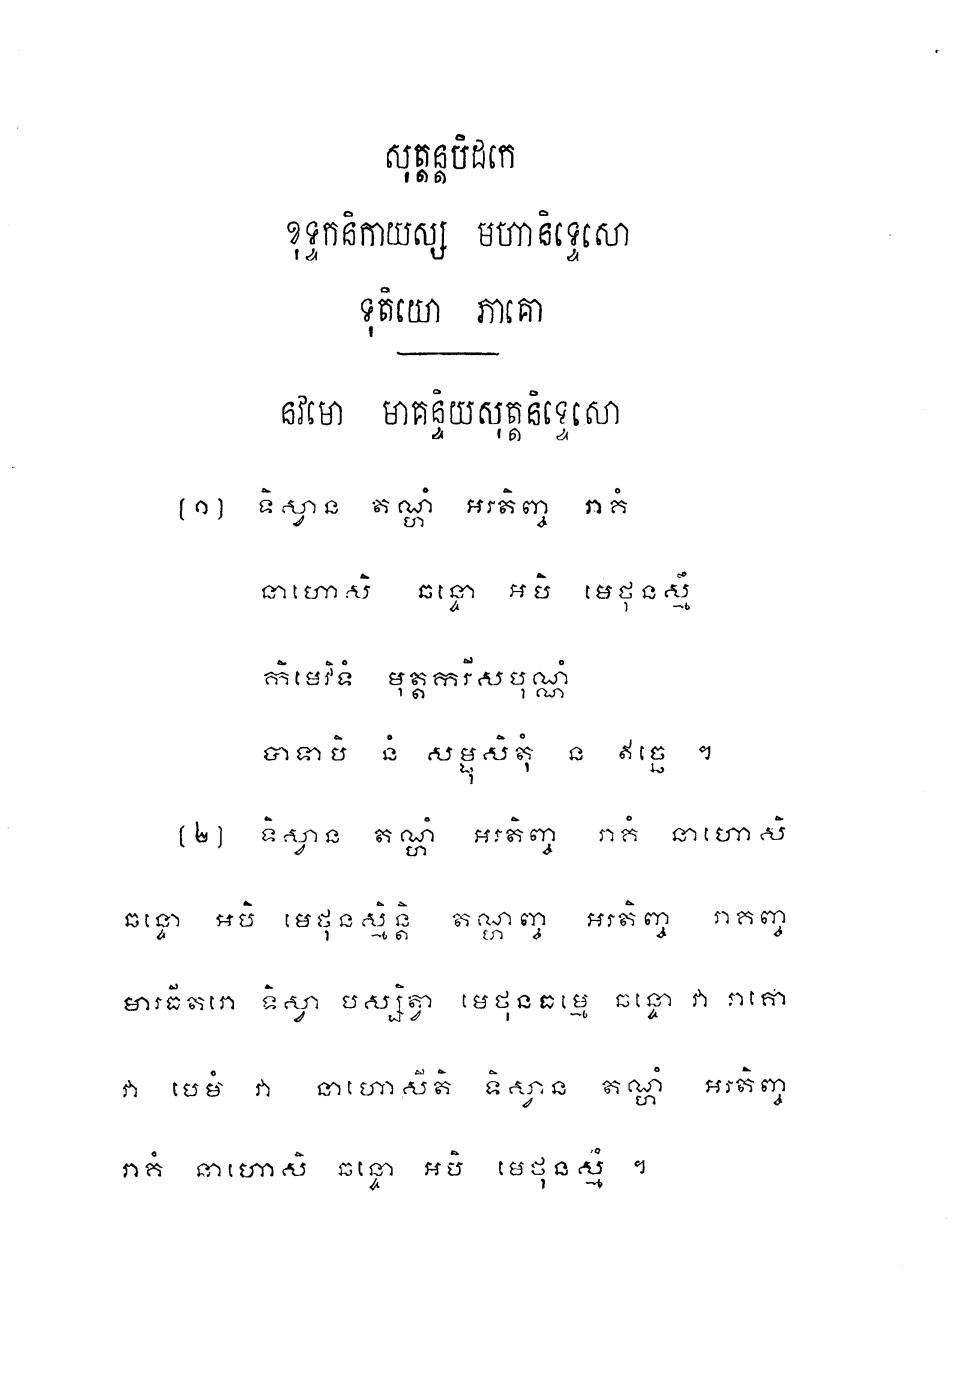 សុត្តន្តបិដកេ
ខុទ្ទកនិកាយស្ស មហានិទ្ទេសោ
ទុតិយោ ភាគោ
នវមោ មាគន្ទិយសុត្តនិទ្ទេសោ
(១) ទិស្វាន តណ្ហំ អរតិញ្ច រាគំ
នាហោសិ ឆន្ទោ អបិ មេថុនស្មឹ
កិមេវិទំ មុត្តករីសបុណ្ណំ
បាទាបិ នំ សម្ផុសិតុំ ន ឥច្ឆេ ។
(២) ទិស្វាន តណ្ហំ អរតិញ្ច រាគំ នាហោសិ
ឆន្ទោ អបិ មេថុនស្មិន្តិ តណ្ហញ្ច អរតិញ្ច រាគញ្ច
មារធីតរោ ទិស្វា បស្សិត្វា មេថុនធម្មេ ឆន្ទោ វា រាគោ
វា បេមំ វា នាហោសីតិ ទិស្វាន តណ្ហំ អរតិញ្ច
រាគំ នាហោសិ ឆន្ទោ អបិ មេថុនស្មឹ ។